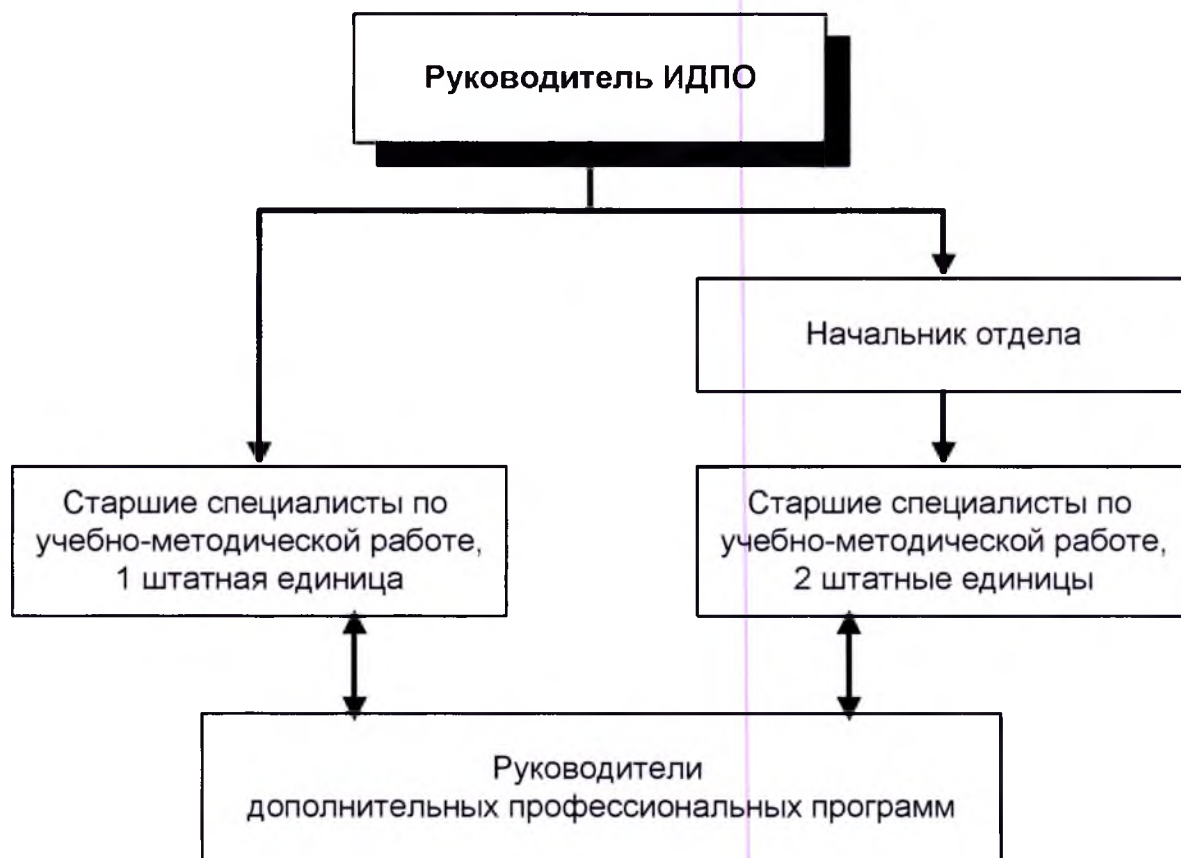 Руководитель ИДПО
Начальник отдела
Старшие специалисты по
учебно-методической работе,
1 штатная единица
Старшие специалисты по
учебно-методической работе,
2 штатные единицы
Руководители
дополнительных профессиональных программ